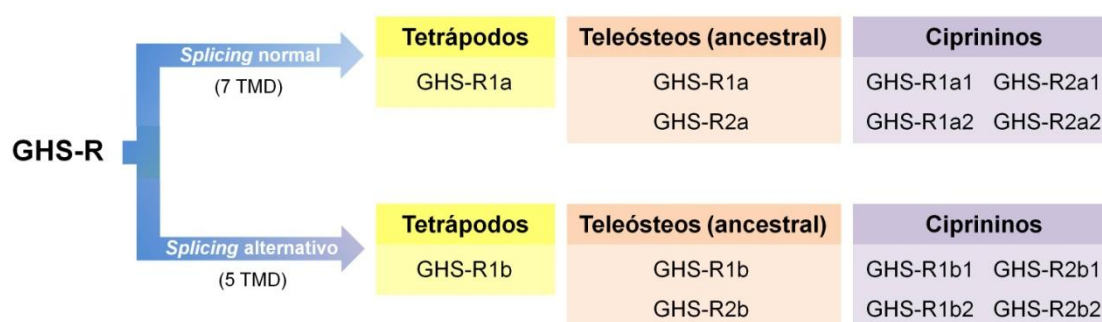 Splicing normal
(7 TMD)
GHS-R
Splicing alternativo
(5 TMD)
Tetrápodos
GHS-R1a
Teleósteos (ancestral)
GHS-R1a
GHS-R2a
Ciprininos
GHS-R1a1 GHS-R2a1
GHS-R1a2 GHS-R2a2
Tetrápodos
GHS-R1b
Teleósteos (ancestral)
GHS-R1b
GHS-R2b
Ciprininos
GHS-R1b1 GHS-R2b1
GHS-R1b2 GHS-R2b2